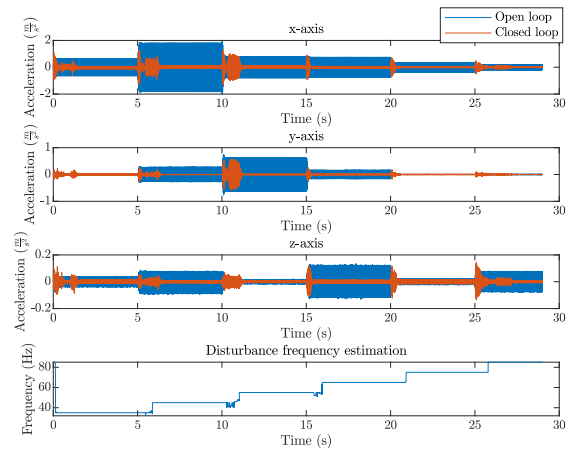 Open loop
Closed loop
x-axis
Acceleration (m/s²)
2
0
-2
0 5 10 15 20 25 30
Time (s)
y-axis
Acceleration (m/s²)
1
0
-1
0 5 10 15 20 25 30
Time (s)
z-axis
Acceleration (m/s²)
0.2
0
-0.2
0 5 10 15 20 25 30
Time (s)
Disturbance frequency estimation
Frequency (Hz)
80
60
40
0 5 10 15 20 25 30
Time (s)